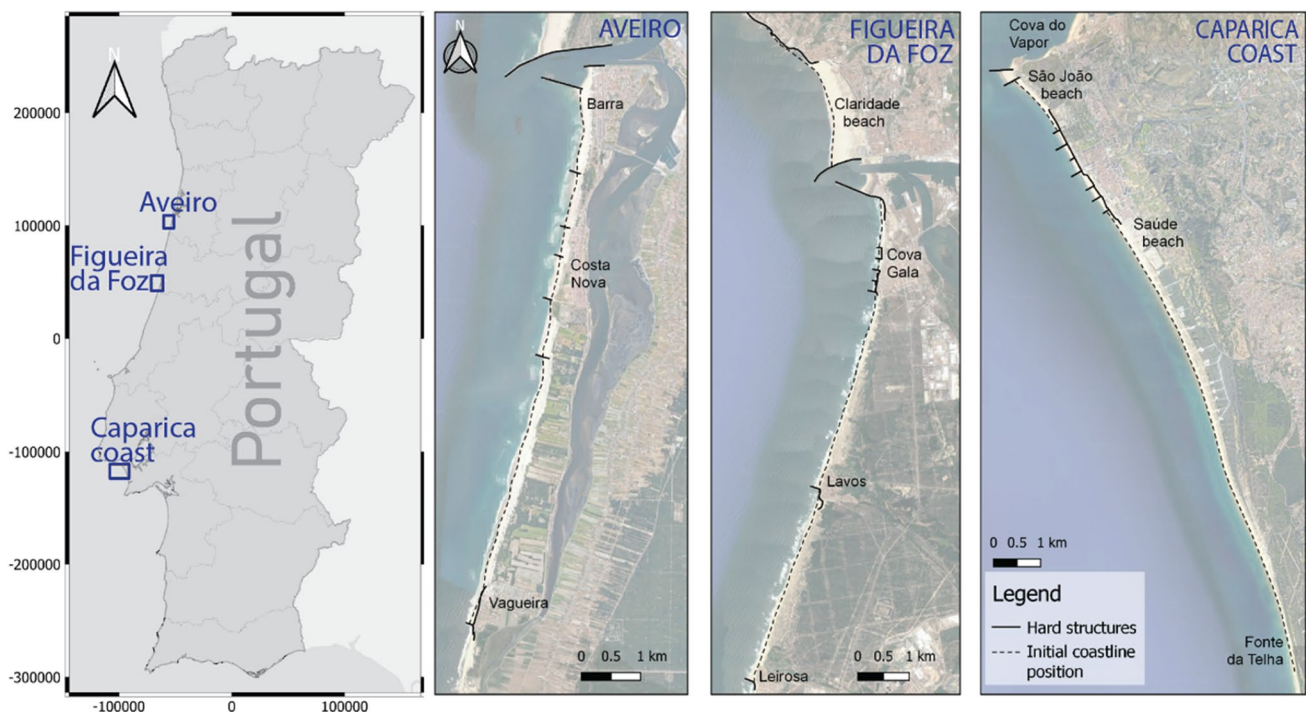 N
200000
100000
0
-100000
-200000
-300000
-100000
0
100000
Aveiro
Figueira
da Foz
Caparica
coast
Portugal
AVEIRO
N
Barra
Costa
Nova
Vagueira
0 0.5 1 km
FIGUEIRA
DA FOZ
Claridade
beach
Cova
Gala
Lavos
Leirosa
0 0.5 1 km
CAPARICA
COAST
Cova do
Vapor
São João
beach
Saúde
beach
0 0.5 1 km
Legend
Hard structures
Initial coastline
position
Fonte
da Telha